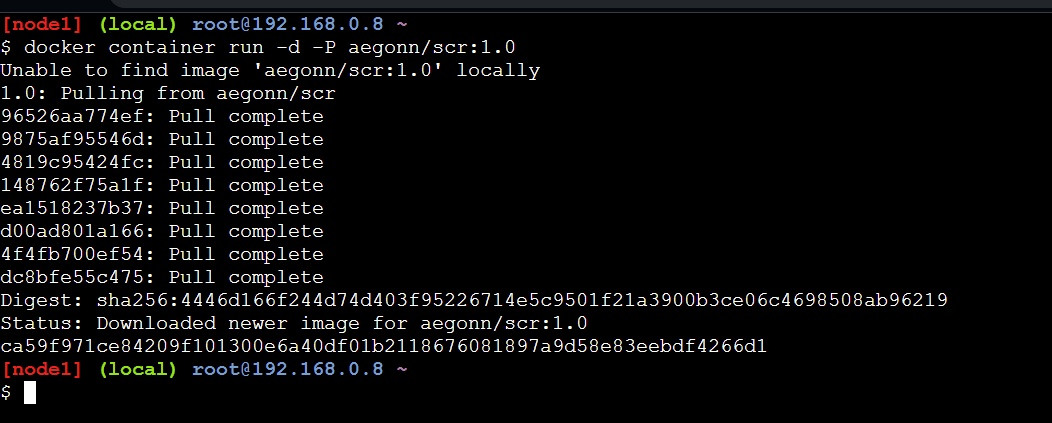 [node1] (local) root@192.168.0.8 ~
$ docker container run -d -P aegonn/scr:1.0
Unable to find image 'aegonn/scr:1.0' locally
1.0: Pulling from aegonn/scr
96526aa774ef: Pull complete
9875af95546d: Pull complete
4819c95424fc: Pull complete
148762f75a1f: Pull complete
ea1518237b37: Pull complete
d00ad801a166: Pull complete
4f4fb700ef54: Pull complete
dc8bfe55c475: Pull complete
Digest: sha256:4446d166f244d74d403f95226714e5c9501f21a3900b3ce06c4698508ab96219
Status: Downloaded newer image for aegonn/scr:1.0
ca59f971ce84209f101300e6a40df01b2118676081897a9d58e83eebdf4266d1
[node1] (local) root@192.168.0.8 ~
$